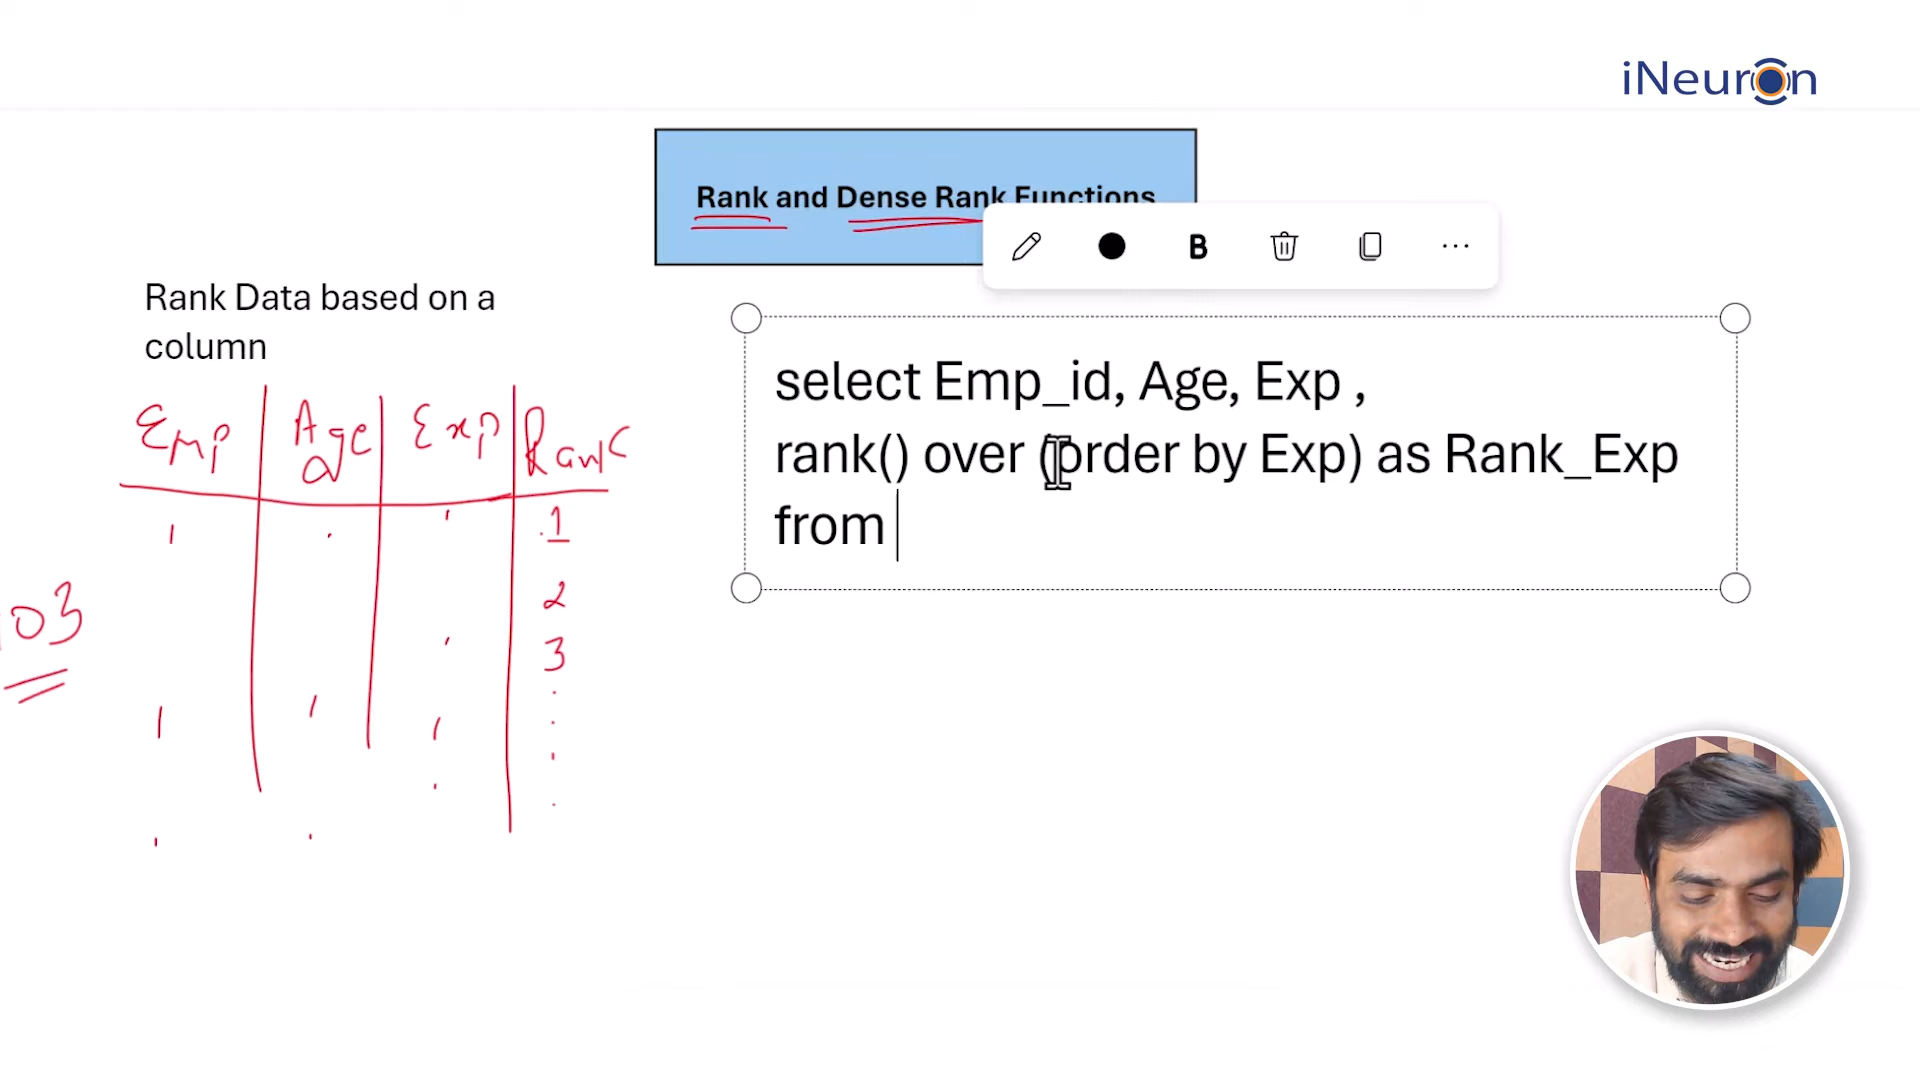 iNeuron
Rank and Dense Rank Functions
B
Rank Data based on a
column
Emp Age Exp Rank
1
2
3
03
select Emp_id, Age, Exp ,
rank() over (order by Exp) as Rank_Exp
from